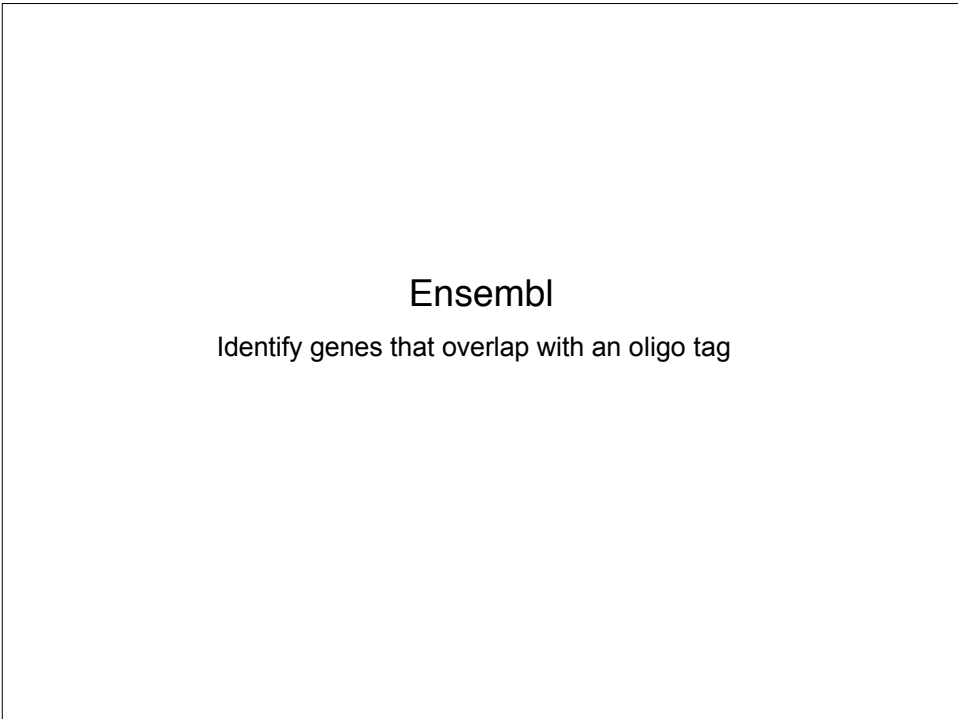 Ensembl
Identify genes that overlap with an oligo tag